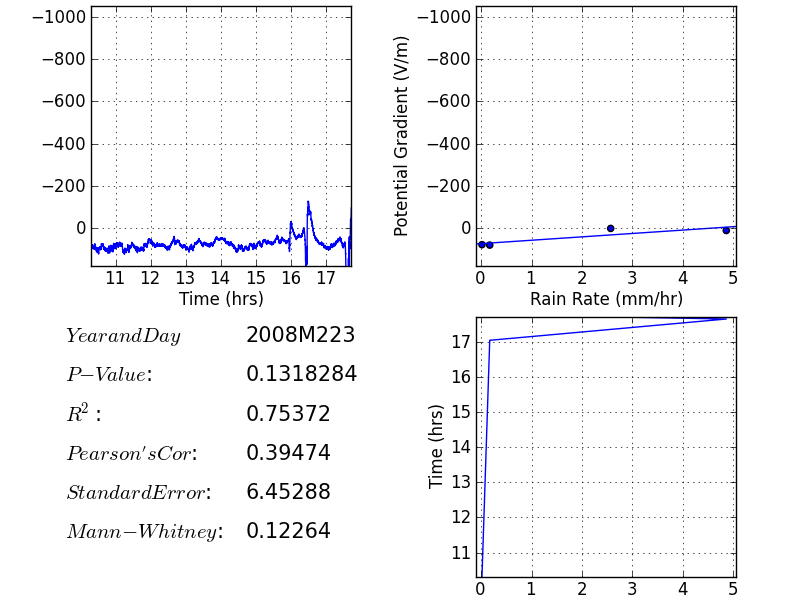 −1000
−800
−600
−400
−200
0
11 12 13 14 15 16 17
Time (hrs)
Potential Gradient (V/m)
−1000
−800
−600
−400
−200
0
0 1 2 3 4 5
Rain Rate (mm/hr)
YearandDay 2008M223
P−Value: 0.1318284
R²: 0.75372
Pearson'sCor: 0.39474
StandardError: 6.45288
Mann−Whitney: 0.12264
Time (hrs)
17
16
15
14
13
12
11
0 1 2 3 4 5